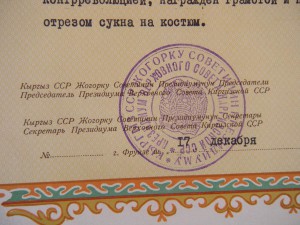 контрреволюцией, награжден грамотой и
отрезом сукна на костюм.
Кыргыз ССР Жогорку Советинин Президиумунун Председатели
Председатель Президиума Верховного Совета Киргизской ССР
Кыргыз ССР Жогорку Советинин Президиумунун Секретары
Секретарь Президиума Верховного Совета Киргизской ССР
17 декабря
№ г. Фрунзе